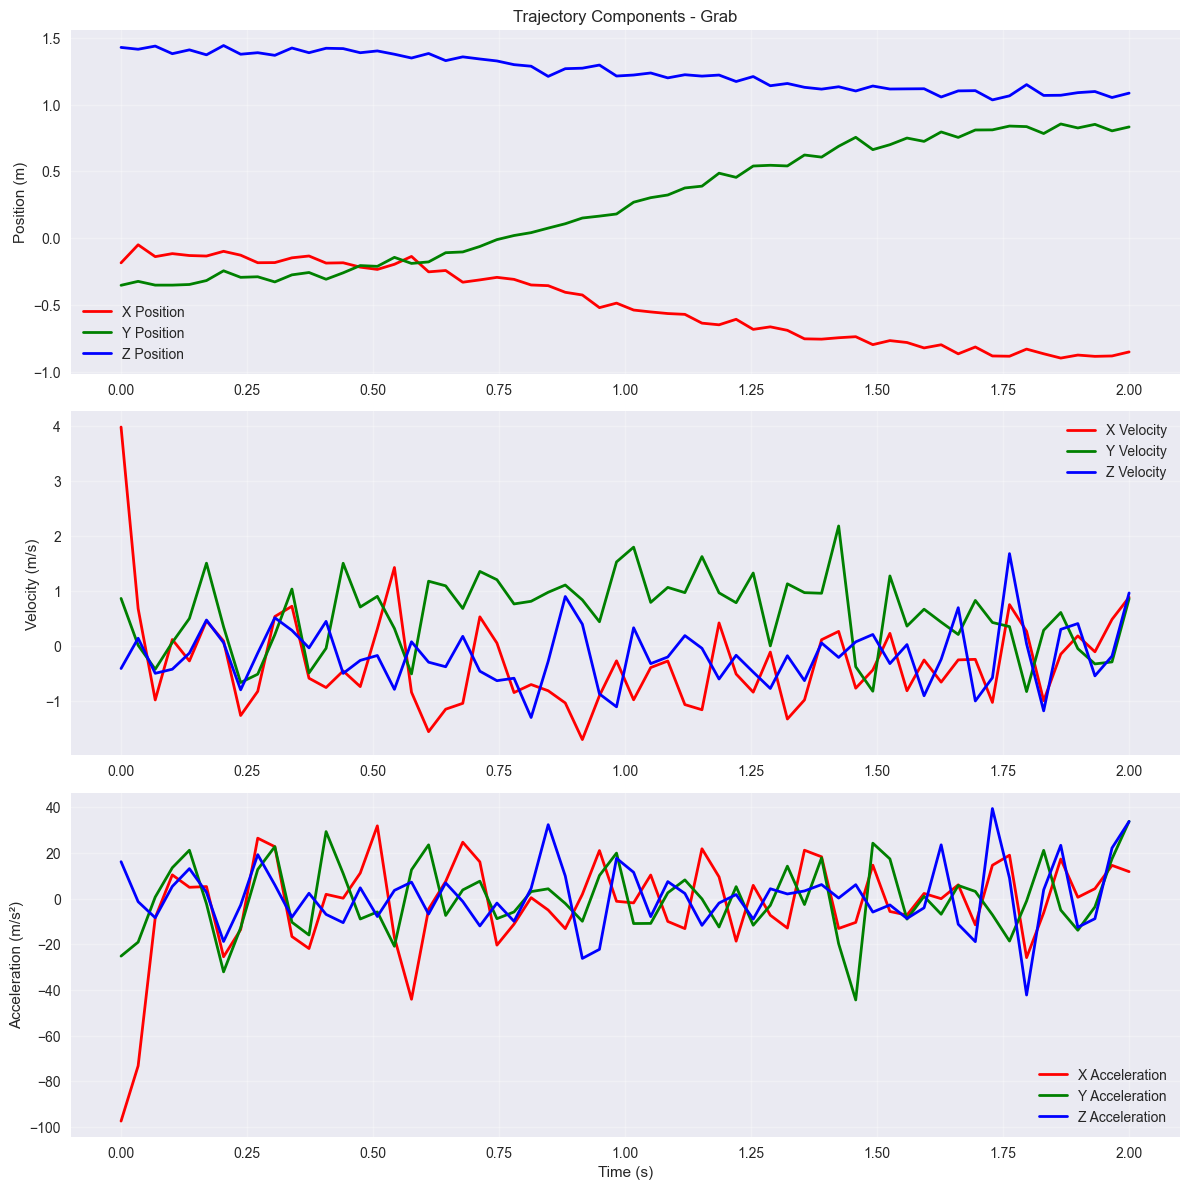 Trajectory Components - Grab
1.5
1.0
0.5
0.0
−0.5
−1.0
Position (m)
X Position
Y Position
Z Position
0.00 0.25 0.50 0.75 1.00 1.25 1.50 1.75 2.00
4
3
2
1
0
−1
Velocity (m/s)
X Velocity
Y Velocity
Z Velocity
0.00 0.25 0.50 0.75 1.00 1.25 1.50 1.75 2.00
40
20
0
−20
−40
−60
−80
−100
Acceleration (m/s²)
X Acceleration
Y Acceleration
Z Acceleration
0.00 0.25 0.50 0.75 1.00 1.25 1.50 1.75 2.00
Time (s)